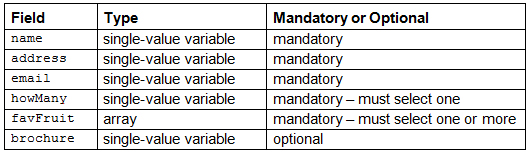 Field Type Mandatory or Optional
name single-value variable mandatory
address single-value variable mandatory
email single-value variable mandatory
howMany single-value variable mandatory – must select one
favFruit array mandatory – must select one or more
brochure single-value variable optional